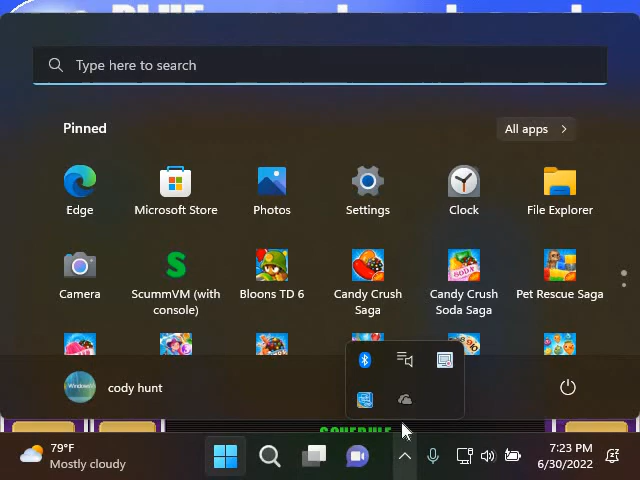 Type here to search
Pinned
All apps
Edge
Microsoft Store
Photos
Settings
Clock
File Explorer
Camera
ScummVM (with console)
Bloons TD 6
Candy Crush Saga
Candy Crush Soda Saga
Pet Rescue Saga
SODA
cody hunt
SCHEDULE
79°F
Mostly cloudy
7:23 PM
6/30/2022